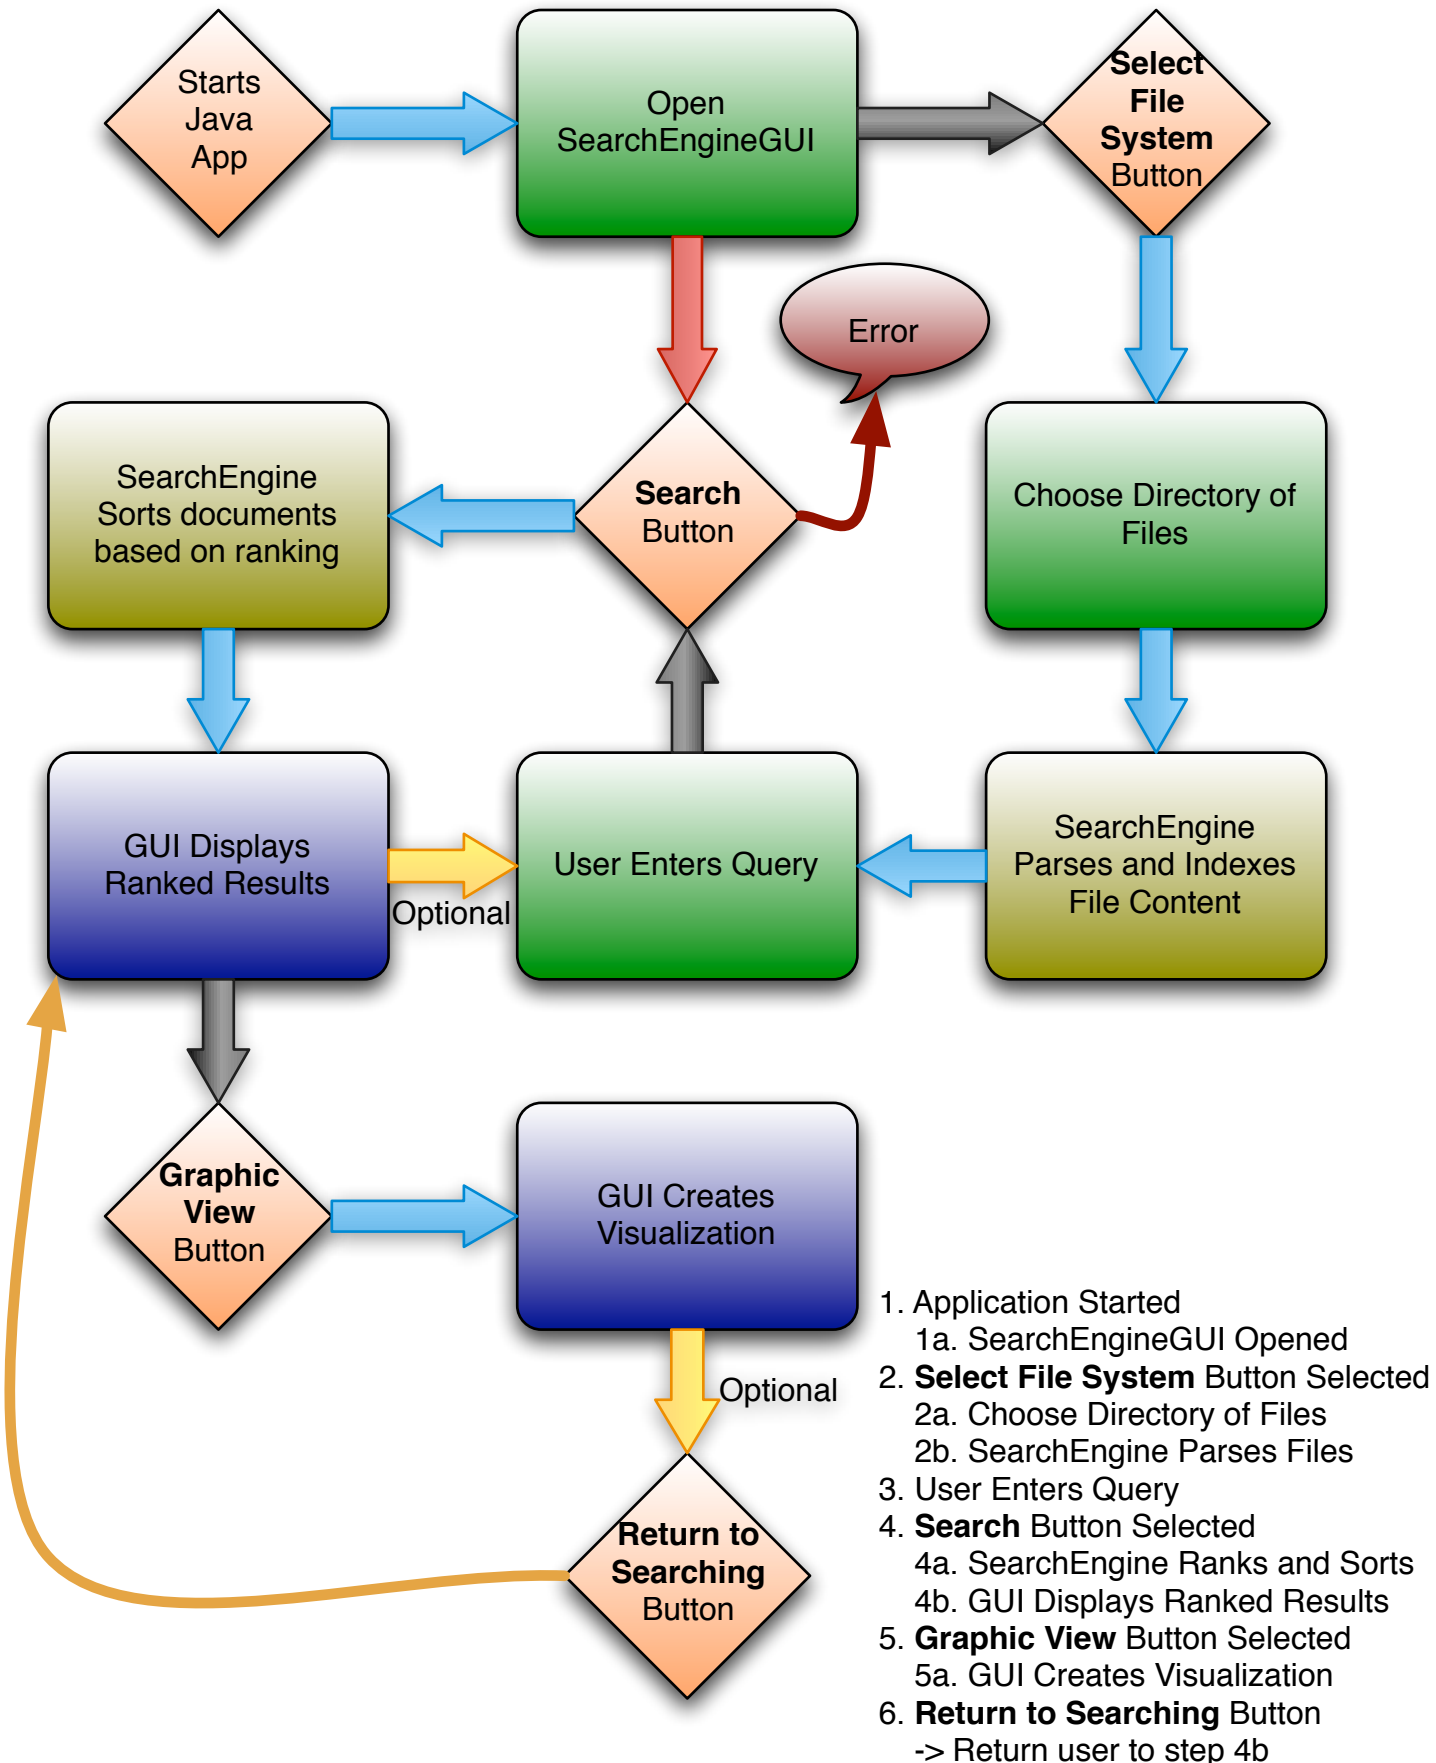 Starts
Java
App
Open
SearchEngineGUI
Select
File
System
Button
Error
SearchEngine
Sorts documents
based on ranking
Search
Button
Choose Directory of
Files
GUI Displays
Ranked Results
Optional
User Enters Query
SearchEngine
Parses and Indexes
File Content
Graphic
View
Button
GUI Creates
Visualization
Optional
Return to
Searching
Button
1. Application Started
1a. SearchEngineGUI Opened
2. Select File System Button Selected
2a. Choose Directory of Files
2b. SearchEngine Parses Files
3. User Enters Query
4. Search Button Selected
4a. SearchEngine Ranks and Sorts
4b. GUI Displays Ranked Results
5. Graphic View Button Selected
5a. GUI Creates Visualization
6. Return to Searching Button
-> Return user to step 4b